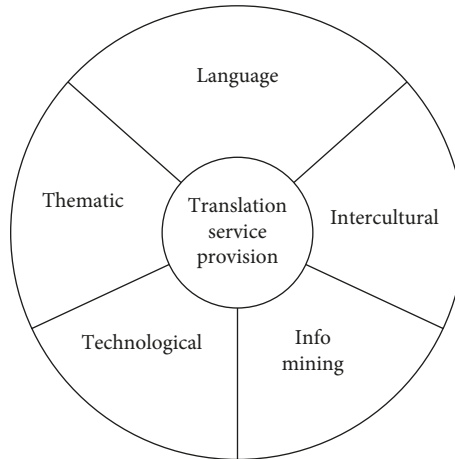 Language
Thematic
Translation
service
provision
Intercultural
Technological
Info
mining